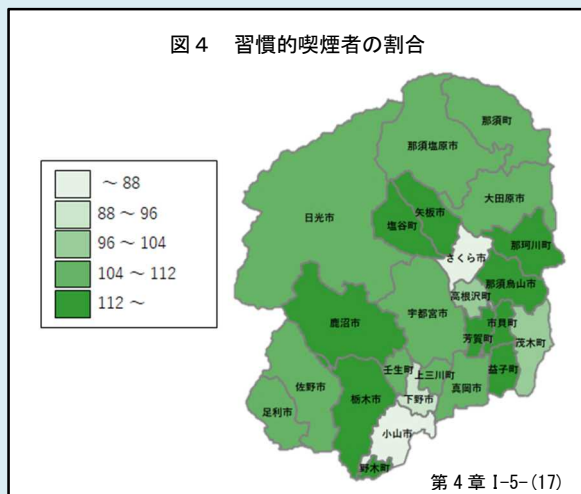 図４　習慣的喫煙者の割合
～ 88
88 ～ 96
96 ～ 104
104 ～ 112
112 ～
那須町
那須塩原市
大田原市
日光市
矢板市
塩谷町
那珂川町
さくら市
那須烏山市
高根沢町
宇都宮市
市貝町
芳賀町
茂木町
鹿沼市
壬生町
上三川町
益子町
真岡市
佐野市
栃木市
下野市
足利市
小山市
野木町
第４章 I-5-(17)